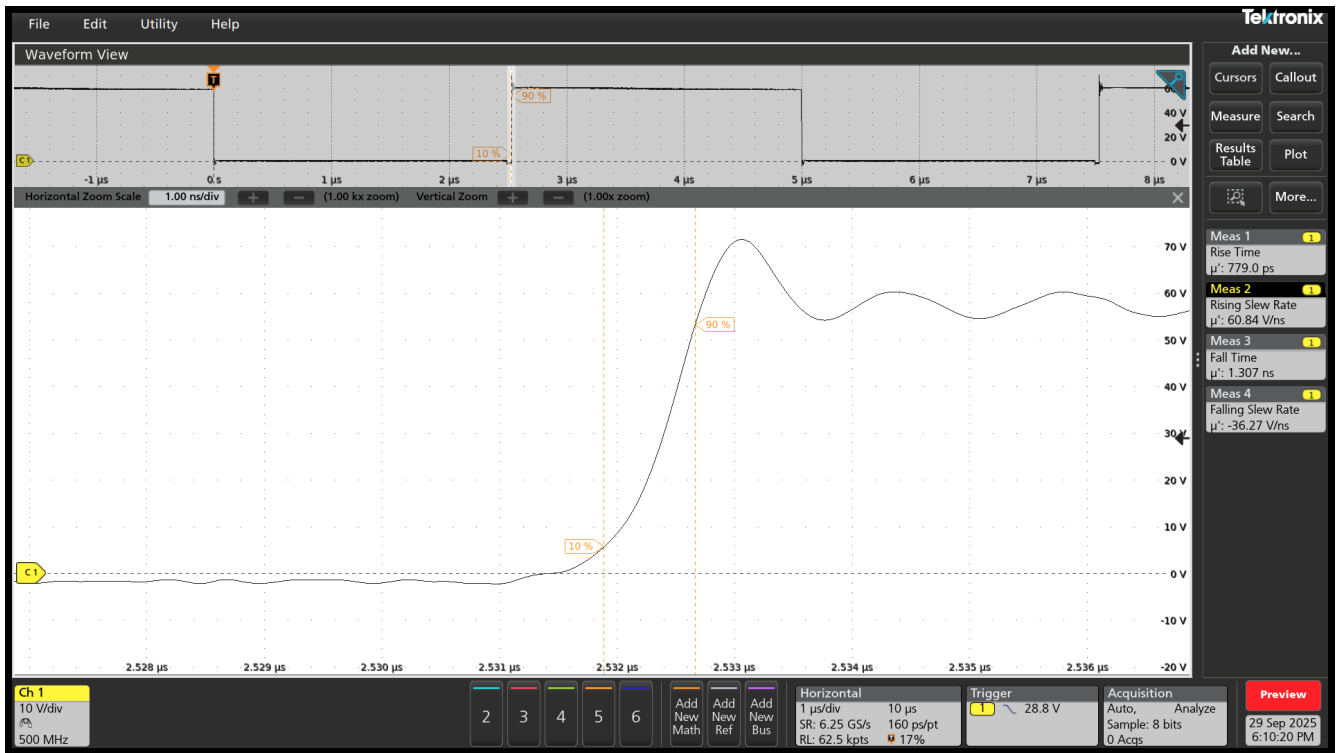 File Edit Utility Help
Tektronix
Waveform View
Add New...
Cursors Callout
Measure Search
Results Table Plot
More...
T
90 %
10 %
C1
40 V
20 V
0 V
-1 µs 0 s 1 µs 2 µs 3 µs 4 µs 5 µs 6 µs 7 µs 8 µs
Horizontal Zoom Scale 1.00 ns/div + − (1.00 kx zoom) Vertical Zoom + − (1.00x zoom) ×
70 V
60 V
50 V
40 V
30 V
20 V
10 V
0 V
-10 V
-20 V
90 %
10 %
C1
2.528 µs 2.529 µs 2.530 µs 2.531 µs 2.532 µs 2.533 µs 2.534 µs 2.535 µs 2.536 µs
Meas 1 1
Rise Time
µ': 779.0 ps
Meas 2 1
Rising Slew Rate
µ': 60.84 V/ns
Meas 3 1
Fall Time
µ': 1.307 ns
Meas 4 1
Falling Slew Rate
µ': -36.27 V/ns
Ch 1
10 V/div
500 MHz
2 3 4 5 6
Add New Math
Add New Ref
Add New Bus
Horizontal
1 µs/div 10 µs
SR: 6.25 GS/s 160 ps/pt
RL: 62.5 kpts T 17%
Trigger
1 28.8 V
Acquisition
Auto, Analyze
Sample: 8 bits
0 Acqs
Preview
29 Sep 2025
6:10:20 PM